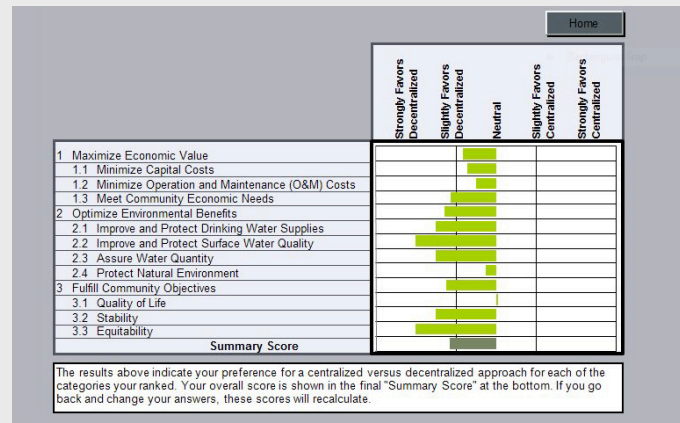 Home
Strongly Favors
Decentralized
Slightly Favors
Decentralized
Neutral
Slightly Favors
Centralized
Strongly Favors
Centralized
1 Maximize Economic Value
1.1 Minimize Capital Costs
1.2 Minimize Operation and Maintenance (O&M) Costs
1.3 Meet Community Economic Needs
2 Optimize Environmental Benefits
2.1 Improve and Protect Drinking Water Supplies
2.2 Improve and Protect Surface Water Quality
2.3 Assure Water Quantity
2.4 Protect Natural Environment
3 Fulfill Community Objectives
3.1 Quality of Life
3.2 Stability
3.3 Equitability
Summary Score
The results above indicate your preference for a centralized versus decentralized approach for each of the
categories your ranked. Your overall score is shown in the final "Summary Score" at the bottom. If you go
back and change your answers, these scores will recalculate.